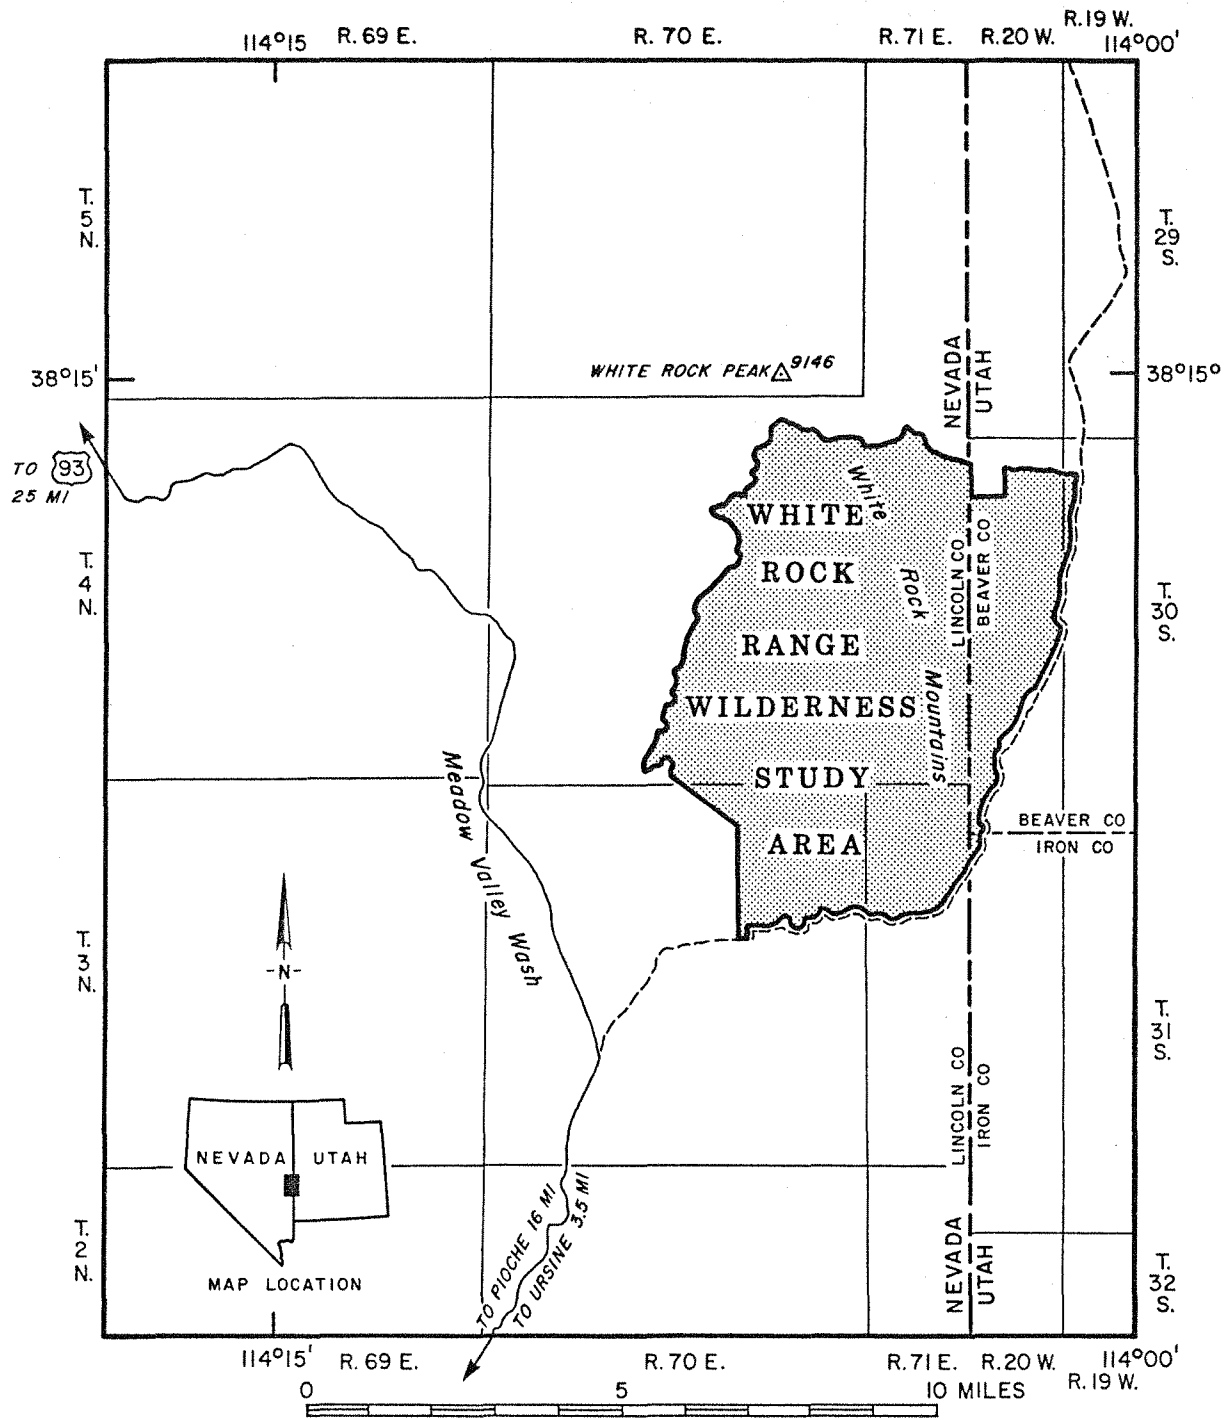 R. 19 W.
114°15 R. 69 E. R. 70 E. R. 71 E. R. 20 W. 114°00'
T.
5
N.
T.
29
S.
WHITE ROCK PEAK 9146
38°15'
38°15°
NEVADA
UTAH
TO 93
25 MI
T.
4
N.
T.
30
S.
White
Rock
Mountains
WHITE
ROCK
RANGE
WILDERNESS
STUDY
AREA
LINCOLN CO
BEAVER CO
Meadow Valley Wash
BEAVER CO
IRON CO
T.
3
N.
-N-
T.
31
S.
LINCOLN CO
IRON CO
NEVADA UTAH
MAP LOCATION
T.
2
N.
TO PIOCHE 16 MI
TO URSINE 3.5 MI
NEVADA
UTAH
T.
32
S.
114°15' R. 69 E. R. 70 E. R. 71 E. R. 20 W. 114°00'
R. 19 W.
0 5 10 MILES